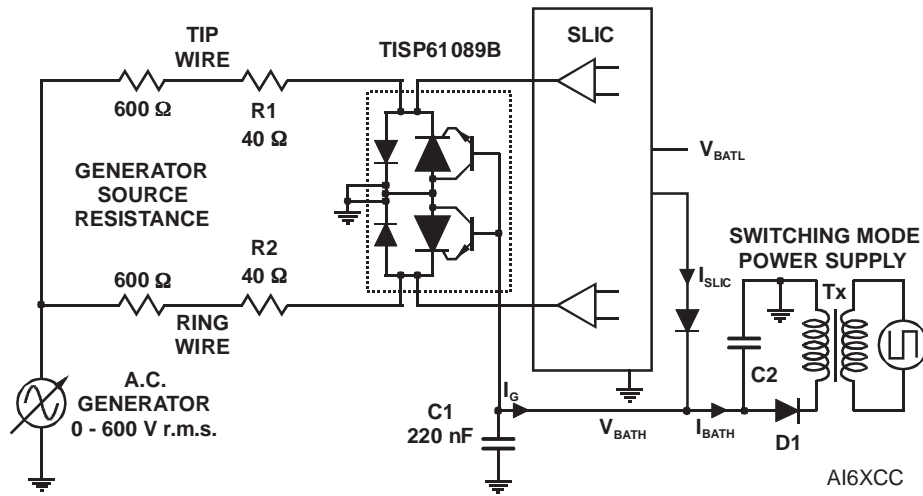 TIP
WIRE
TISP61089B
SLIC
600 Ω
R1
40 Ω
GENERATOR
SOURCE
RESISTANCE
V_BATL
R2
40 Ω
600 Ω
RING
WIRE
SWITCHING MODE
POWER SUPPLY
I_SLIC
Tx
C2
A.C.
GENERATOR
0 - 600 V r.m.s.
I_G
C1
220 nF
V_BATH
I_BATH
D1
AI6XCC